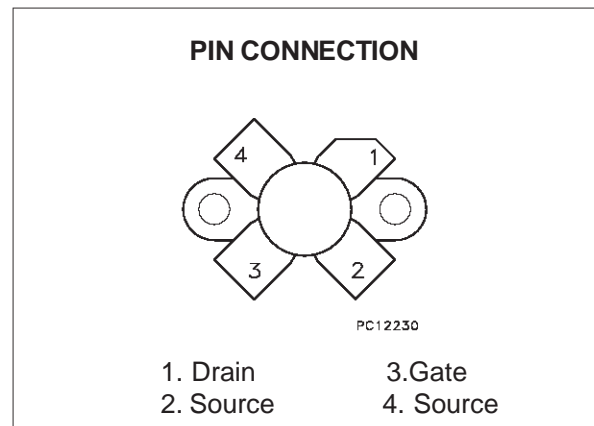 PIN CONNECTION
4
1
3
2
PC12230
1. Drain 3.Gate
2. Source 4. Source